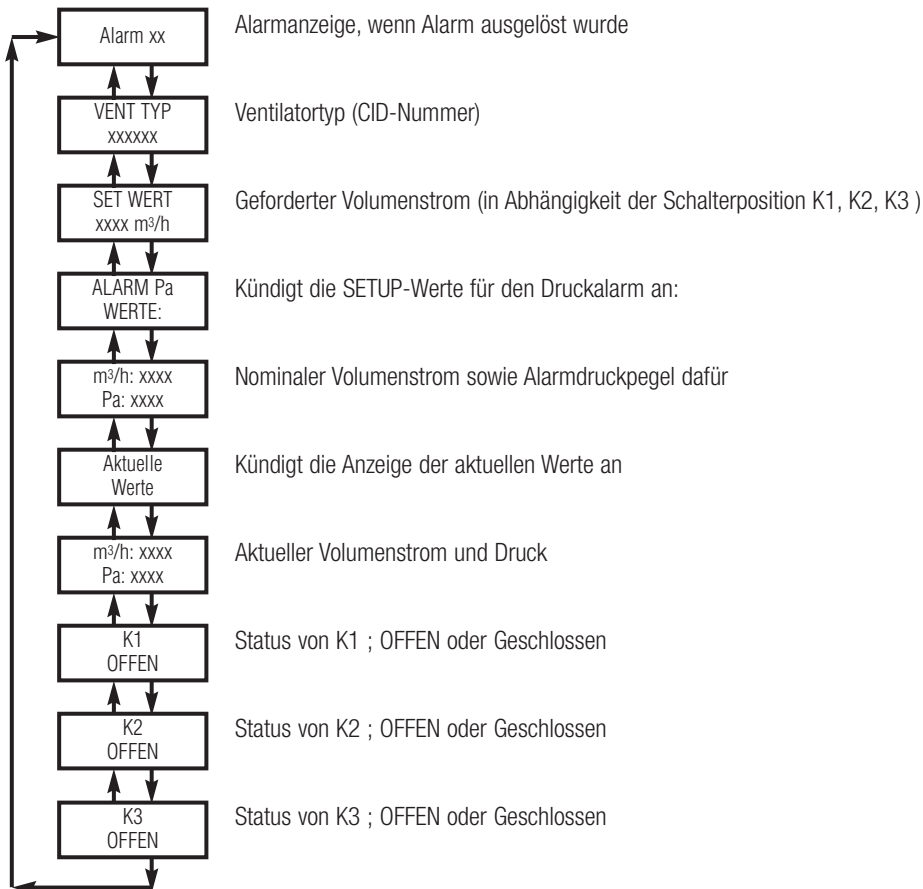 Alarm xx
Alarmanzeige, wenn Alarm ausgelöst wurde
VENT TYP
xxxxxx
Ventilatortyp (CID-Nummer)
SET WERT
xxxx m³/h
Geforderter Volumenstrom (in Abhängigkeit der Schalterposition K1, K2, K3 )
ALARM Pa
WERTE:
Kündigt die SETUP-Werte für den Druckalarm an:
m³/h: xxxx
Pa: xxxx
Nominaler Volumenstrom sowie Alarmdruckpegel dafür
Aktuelle
Werte
Kündigt die Anzeige der aktuellen Werte an
m³/h: xxxx
Pa: xxxx
Aktueller Volumenstrom und Druck
K1
OFFEN
Status von K1 ; OFFEN oder Geschlossen
K2
OFFEN
Status von K2 ; OFFEN oder Geschlossen
K3
OFFEN
Status von K3 ; OFFEN oder Geschlossen